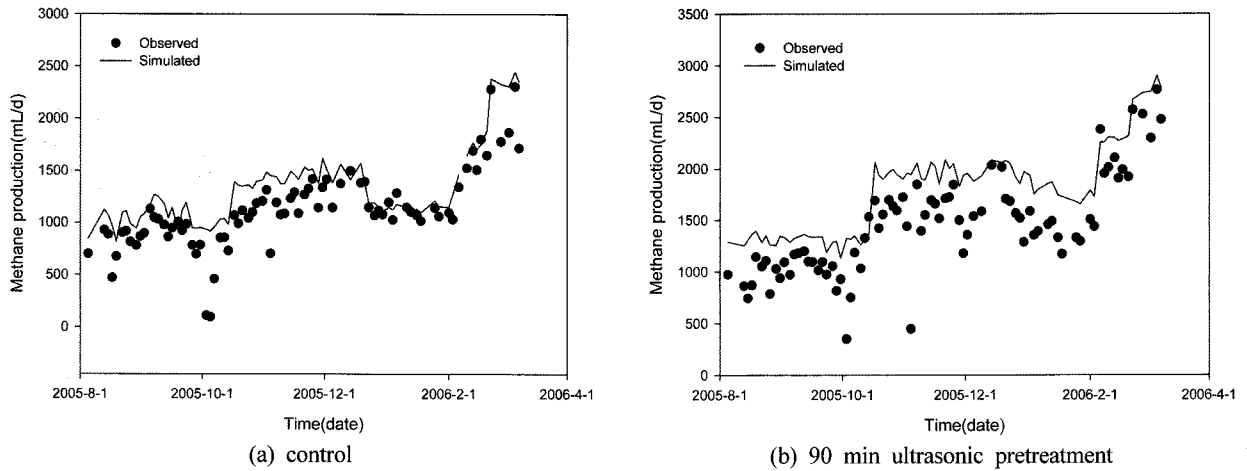 3000
2500
2000
1500
1000
500
0
Methane production(mL/d)
Observed
Simulated
2005-8-1 2005-10-1 2005-12-1 2006-2-1 2006-4-1
Time(date)
(a) control
3500
3000
2500
2000
1500
1000
500
0
Methane production(mL/d)
Observed
Simulated
2005-8-1 2005-10-1 2005-12-1 2006-2-1 2006-4-1
Time(date)
(b) 90 min ultrasonic pretreatment